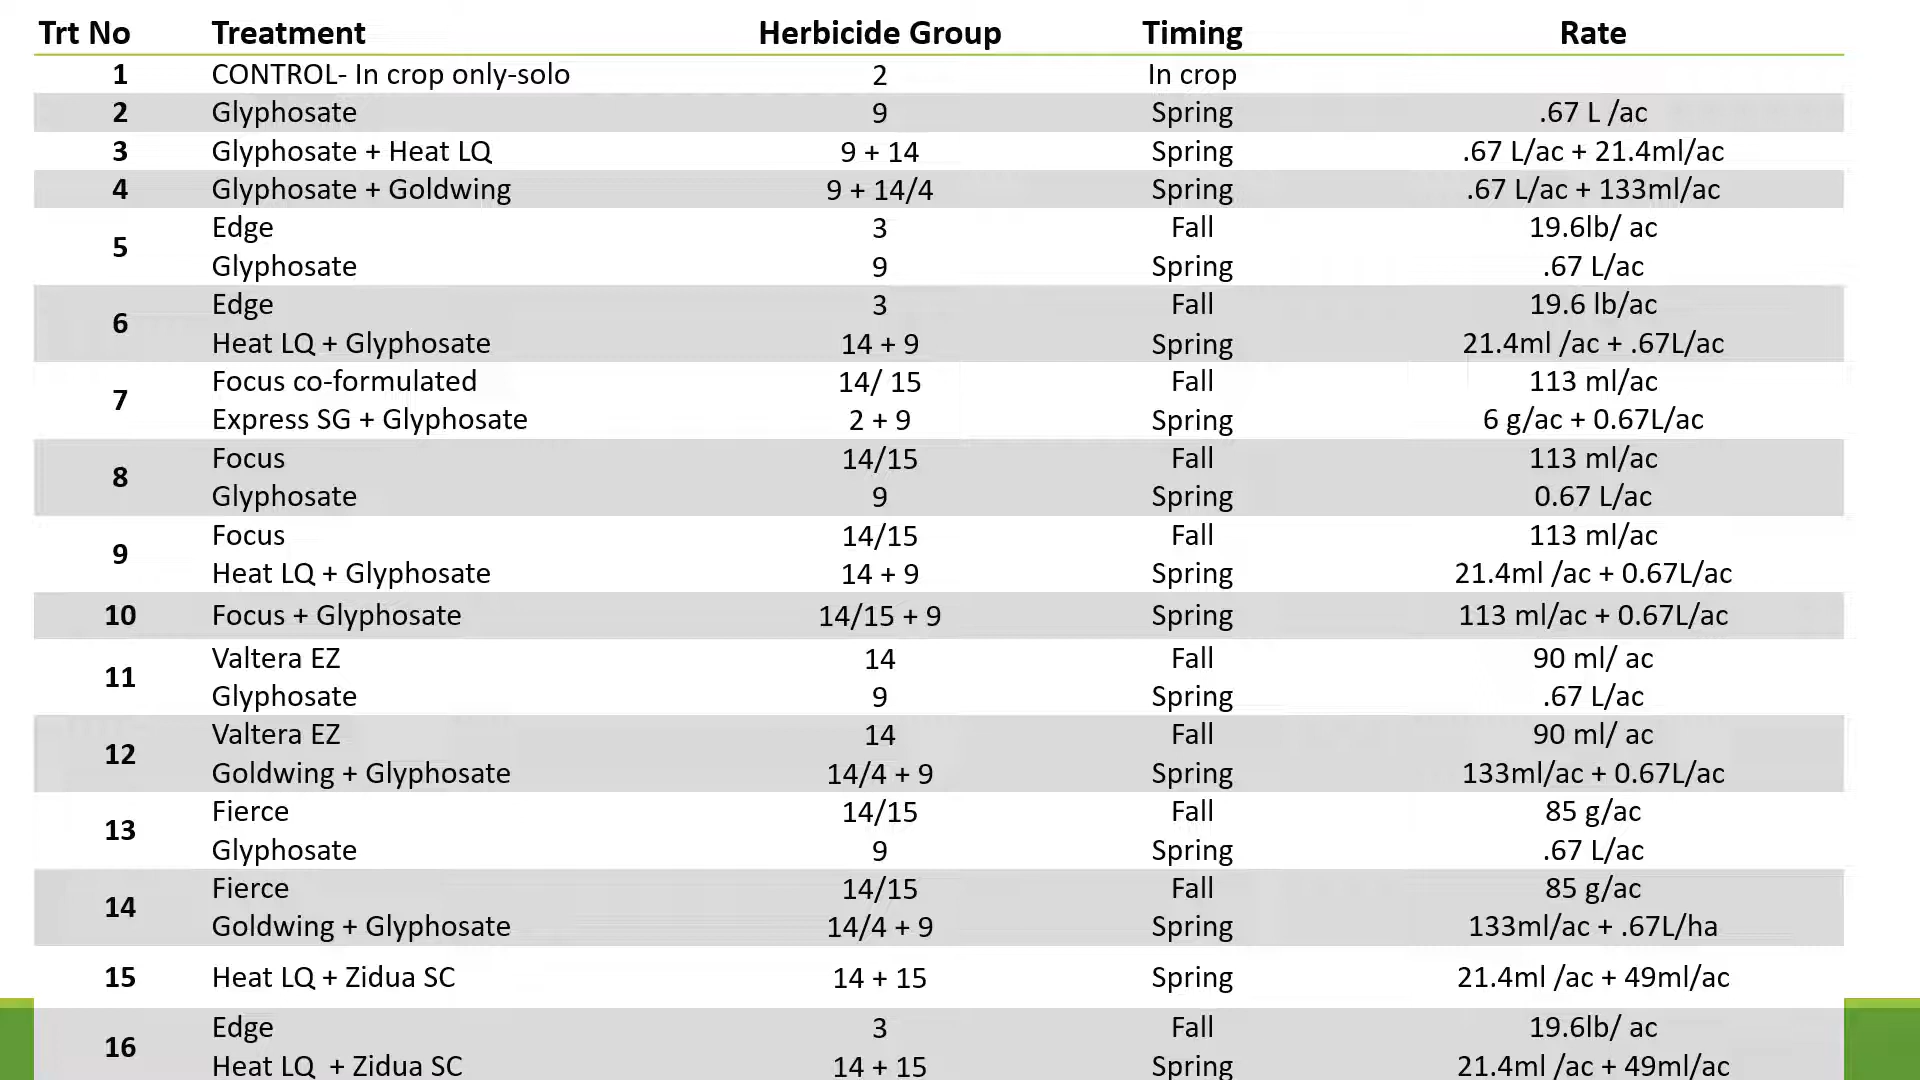 Trt No Treatment Herbicide Group Timing Rate
1 CONTROL- In crop only-solo 2 In crop
2 Glyphosate 9 Spring .67 L /ac
3 Glyphosate + Heat LQ 9 + 14 Spring .67 L/ac + 21.4ml/ac
4 Glyphosate + Goldwing 9 + 14/4 Spring .67 L/ac + 133ml/ac
5 Edge 3 Fall 19.6lb/ ac
Glyphosate 9 Spring .67 L/ac
6 Edge 3 Fall 19.6 lb/ac
Heat LQ + Glyphosate 14 + 9 Spring 21.4ml /ac + .67L/ac
7 Focus co-formulated 14/ 15 Fall 113 ml/ac
Express SG + Glyphosate 2 + 9 Spring 6 g/ac + 0.67L/ac
8 Focus 14/15 Fall 113 ml/ac
Glyphosate 9 Spring 0.67 L/ac
9 Focus 14/15 Fall 113 ml/ac
Heat LQ + Glyphosate 14 + 9 Spring 21.4ml /ac + 0.67L/ac
10 Focus + Glyphosate 14/15 + 9 Spring 113 ml/ac + 0.67L/ac
11 Valtera EZ 14 Fall 90 ml/ ac
Glyphosate 9 Spring .67 L/ac
12 Valtera EZ 14 Fall 90 ml/ ac
Goldwing + Glyphosate 14/4 + 9 Spring 133ml/ac + 0.67L/ac
13 Fierce 14/15 Fall 85 g/ac
Glyphosate 9 Spring .67 L/ac
14 Fierce 14/15 Fall 85 g/ac
Goldwing + Glyphosate 14/4 + 9 Spring 133ml/ac + .67L/ha
15 Heat LQ + Zidua SC 14 + 15 Spring 21.4ml /ac + 49ml/ac
16 Edge 3 Fall 19.6lb/ ac
Heat LQ + Zidua SC 14 + 15 Spring 21.4ml /ac + 49ml/ac